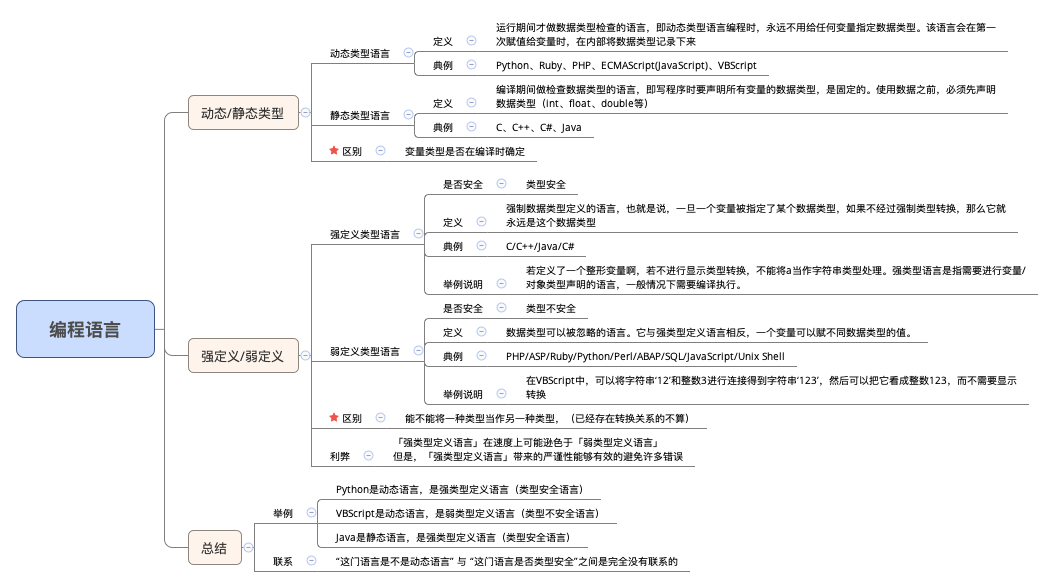 编程语言
动态/静态类型
动态类型语言
定义
运行期间才做数据类型检查的语言，即动态类型语言编程时，永远不用给任何变量指定数据类型。该语言会在第一
次赋值给变量时，在内部将数据类型记录下来
典例
Python、Ruby、PHP、ECMAScript(JavaScript)、VBScript
静态类型语言
定义
编译期间做检查数据类型的语言，即写程序时要声明所有变量的数据类型，是固定的。使用数据之前，必须先声明
数据类型（int、float、double等）
典例
C、C++、C#、Java
区别
变量类型是否在编译时确定
强定义/弱定义
强定义类型语言
是否安全
类型安全
定义
强制数据类型定义的语言，也就是说，一旦一个变量被指定了某个数据类型，如果不经过强制类型转换，那么它就
永远是这个数据类型
典例
C/C++/Java/C#
举例说明
若定义了一个整形变量啊，若不进行显示类型转换，不能将a当作字符串类型处理。强类型语言是指需要进行变量/
对象类型声明的语言，一般情况下需要编译执行。
弱定义类型语言
是否安全
类型不安全
定义
数据类型可以被忽略的语言。它与强类型定义语言相反，一个变量可以赋不同数据类型的值。
典例
PHP/ASP/Ruby/Python/Perl/ABAP/SQL/JavaScript/Unix Shell
举例说明
在VBScript中，可以将字符串‘12’和整数3进行连接得到字符串‘123’，然后可以把它看成整数123，而不需要显示
转换
区别
能不能将一种类型当作另一种类型，（已经存在转换关系的不算）
利弊
「强类型定义语言」在速度上可能逊色于「弱类型定义语言」
但是，「强类型定义语言」带来的严谨性能够有效的避免许多错误
总结
举例
Python是动态语言，是强类型定义语言（类型安全语言）
VBScript是动态语言，是弱类型定义语言（类型不安全语言）
Java是静态语言，是强类型定义语言（类型安全语言）
联系
“这门语言是不是动态语言” 与 “这门语言是否类型安全”之间是完全没有联系的